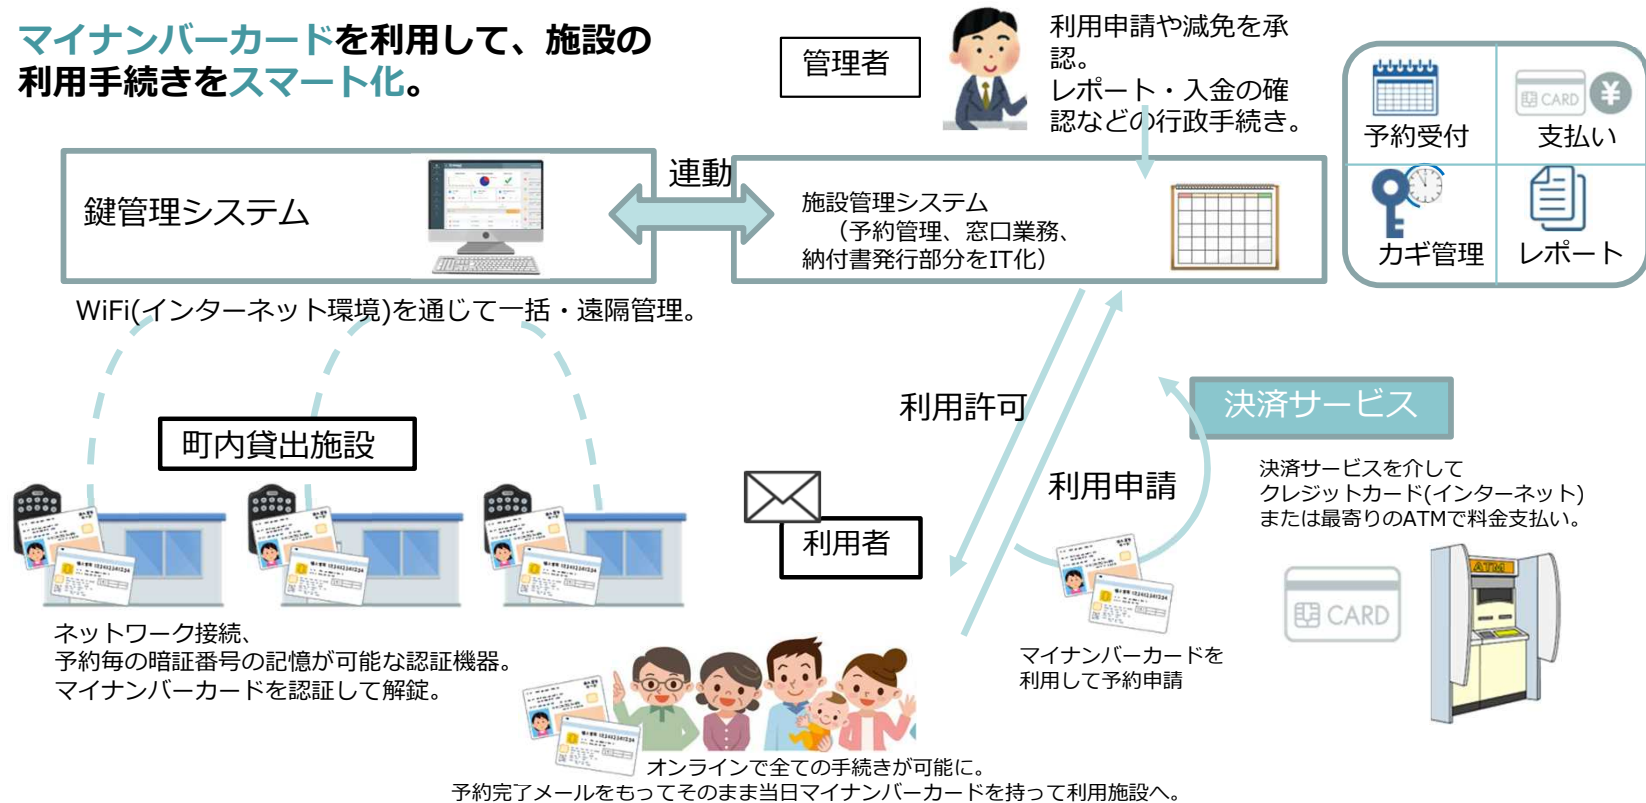 マイナンバーカードを利用して、施設の
利用手続きをスマート化。
管理者
利用申請や減免を承
認。
レポート・入金の確
認などの行政手続き。
予約受付
CARD
¥
支払い
カギ管理
レポート
鍵管理システム
連動
施設管理システム
（予約管理、窓口業務、
納付書発行部分をIT化）
WiFi(インターネット環境)を通じて一括・遠隔管理。
町内貸出施設
利用許可
利用申請
決済サービス
決済サービスを介して
クレジットカード(インターネット)
または最寄りのATMで料金支払い。
利用者
CARD
ATM
ネットワーク接続、
予約毎の暗証番号の記憶が可能な認証機器。
マイナンバーカードを認証して解錠。
マイナンバーカードを
利用して予約申請
オンラインで全ての手続きが可能に。
予約完了メールをもってそのまま当日マイナンバーカードを持って利用施設へ。